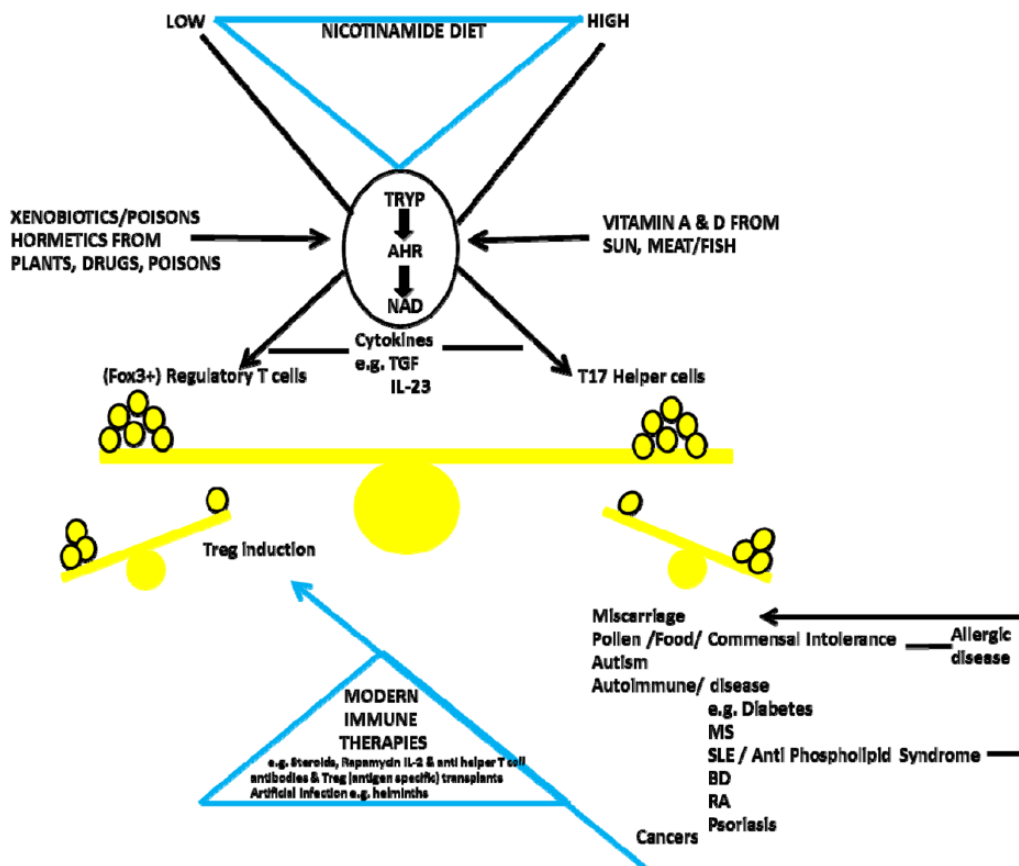 LOW
NICOTINAMIDE DIET
HIGH
TRYP
AHR
NAD
XENOBIOTICS/POISONS
HORMETICS FROM
PLANTS, DRUGS, POISONS
VITAMIN A & D FROM
SUN, MEAT/FISH
Cytokines
e.g. TGF
IL-23
(Fox3+) Regulatory T cells
T17 Helper cells
Treg induction
Miscarriage
Pollen /Food/ Commensal Intolerance
Allergic
disease
Autism
Autoimmune/ disease
e.g. Diabetes
MS
SLE / Anti Phospholipid Syndrome
BD
RA
Psoriasis
MODERN
IMMUNE
THERAPIES
e.g. Steroids, Rapamycin IL-2 & anti helper T cell
antibodies & Treg (antigen specific) transplants
Artificial Infection e.g. helminths
Cancers